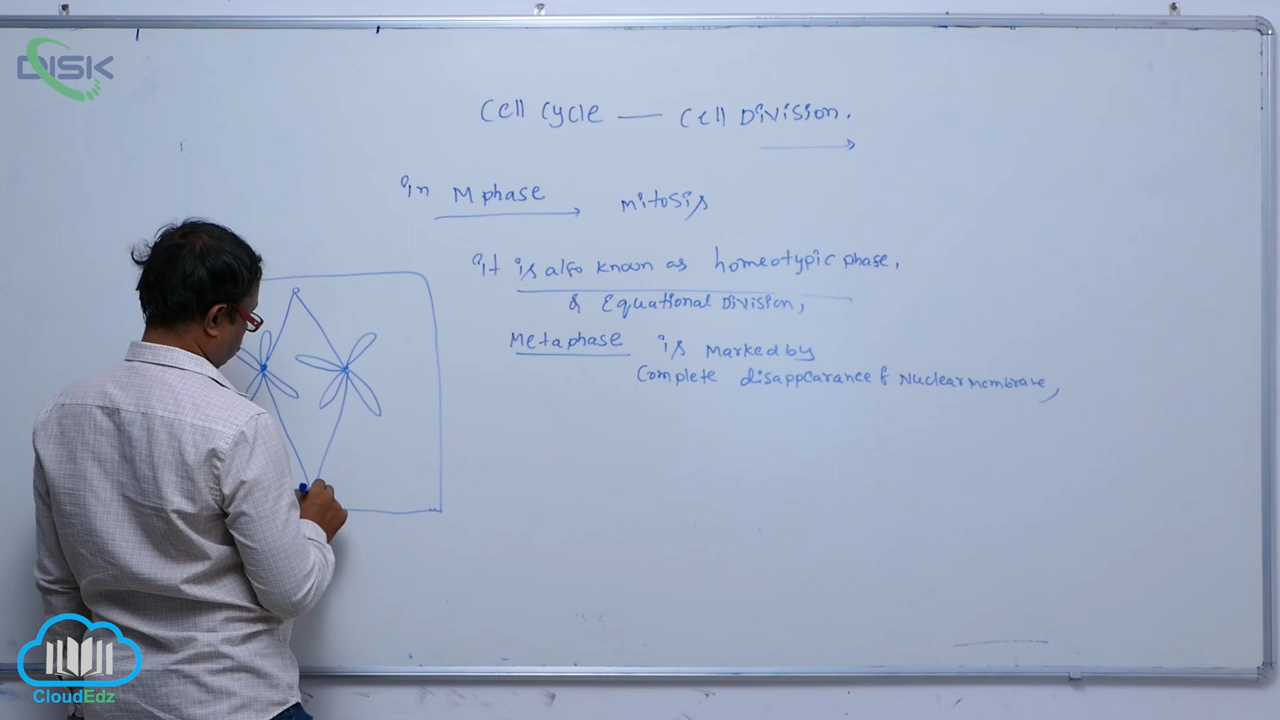 DISK
Cell Cycle — Cell Division.
in M phase → mitosis
it is also known as homeotypic phase,
& Equational Division,
Metaphase is marked by
Complete disappearance of Nuclear membrane,
CloudEdz